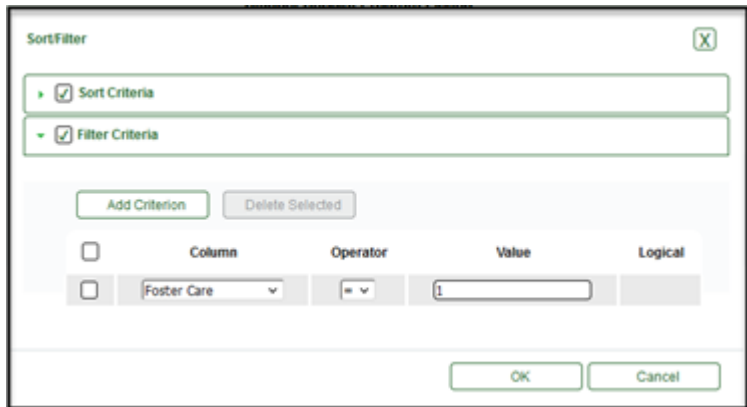 Sort/Filter X
Sort Criteria
Filter Criteria
Add Criterion Delete Selected
Column Operator Value Logical
Foster Care = 1
OK Cancel